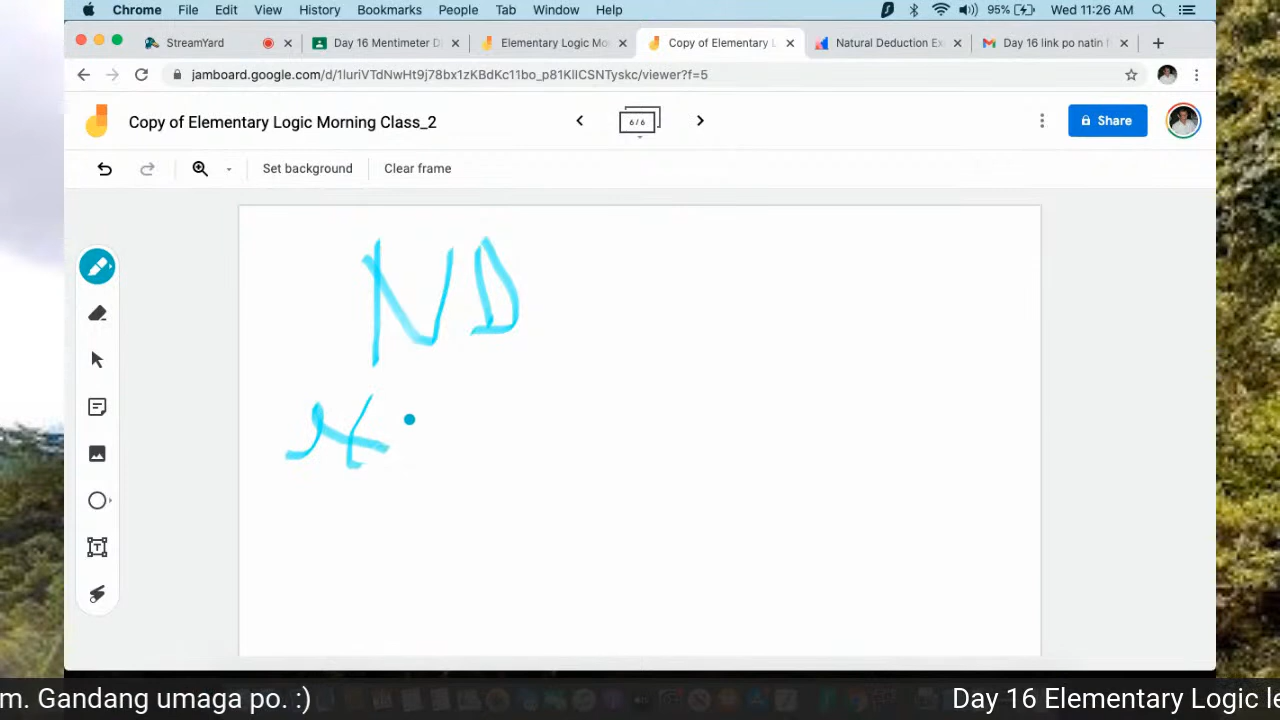 Chrome File Edit View History Bookmarks People Tab Window Help 95% Wed 11:26 AM
StreamYard Day 16 Mentimeter D Elementary Logic Mo Copy of Elementary L Natural Deduction Ex Day 16 link po natin
jamboard.google.com/d/1luriVTdNwHt9j78bx1zKBdKc11bo_p81KIlCSNTyskc/viewer?f=5
Copy of Elementary Logic Morning Class_2 6/6 Share
Set background Clear frame
ND
m. Gandang umaga po. :) Day 16 Elementary Logic le